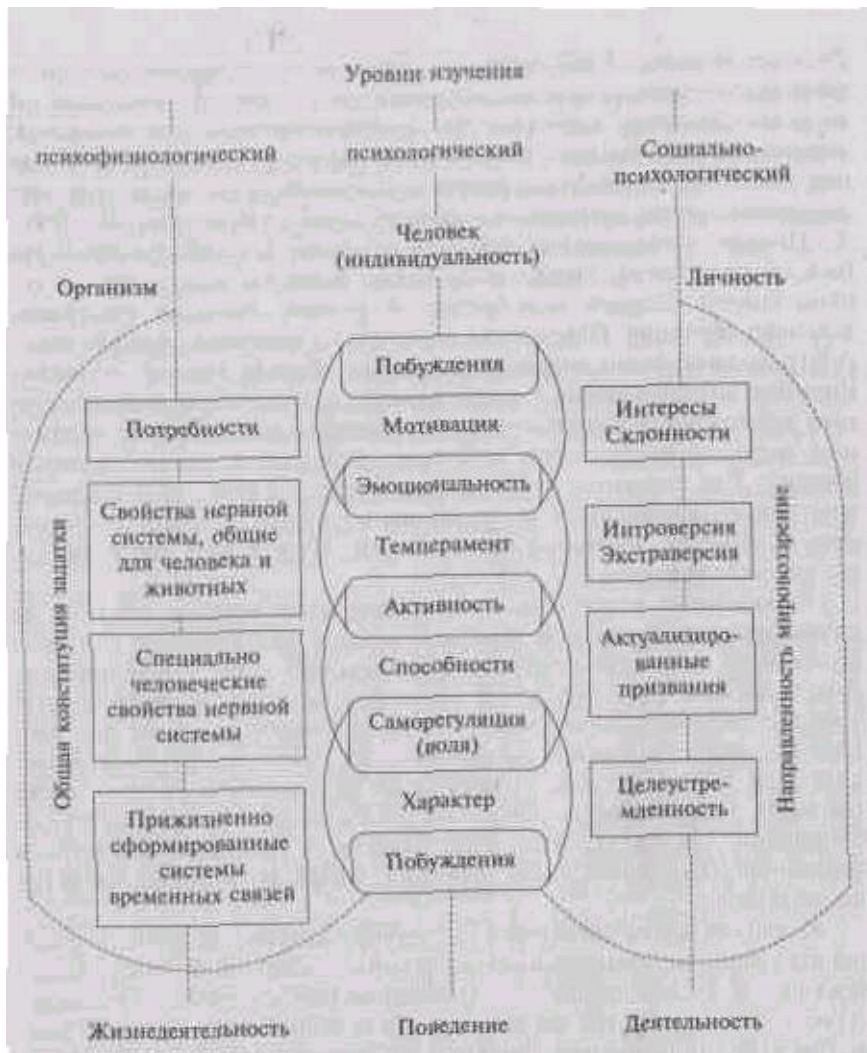 Уровни изучения
психофизиологический
психологический
Социально-
психологический
Человек
(индивидуальность)
Организм
Личность
Общая конституция задатки
Потребности
Свойства нервной
системы, общие
для человека и
животных
Специально
человеческие
свойства нервной
системы
Прижизненно
сформированные
системы
временных связей
Побуждения
Мотивация
Эмоциональность
Темперамент
Активность
Способности
Саморегуляция
(воля)
Характер
Побуждения
Интересы
Склонности
Интроверсия
Экстраверсия
Актуализиро-
ванные
призвания
Целеустре-
мленность
Направленность мировоззрение
Жизнедеятельность
Поведение
Деятельность